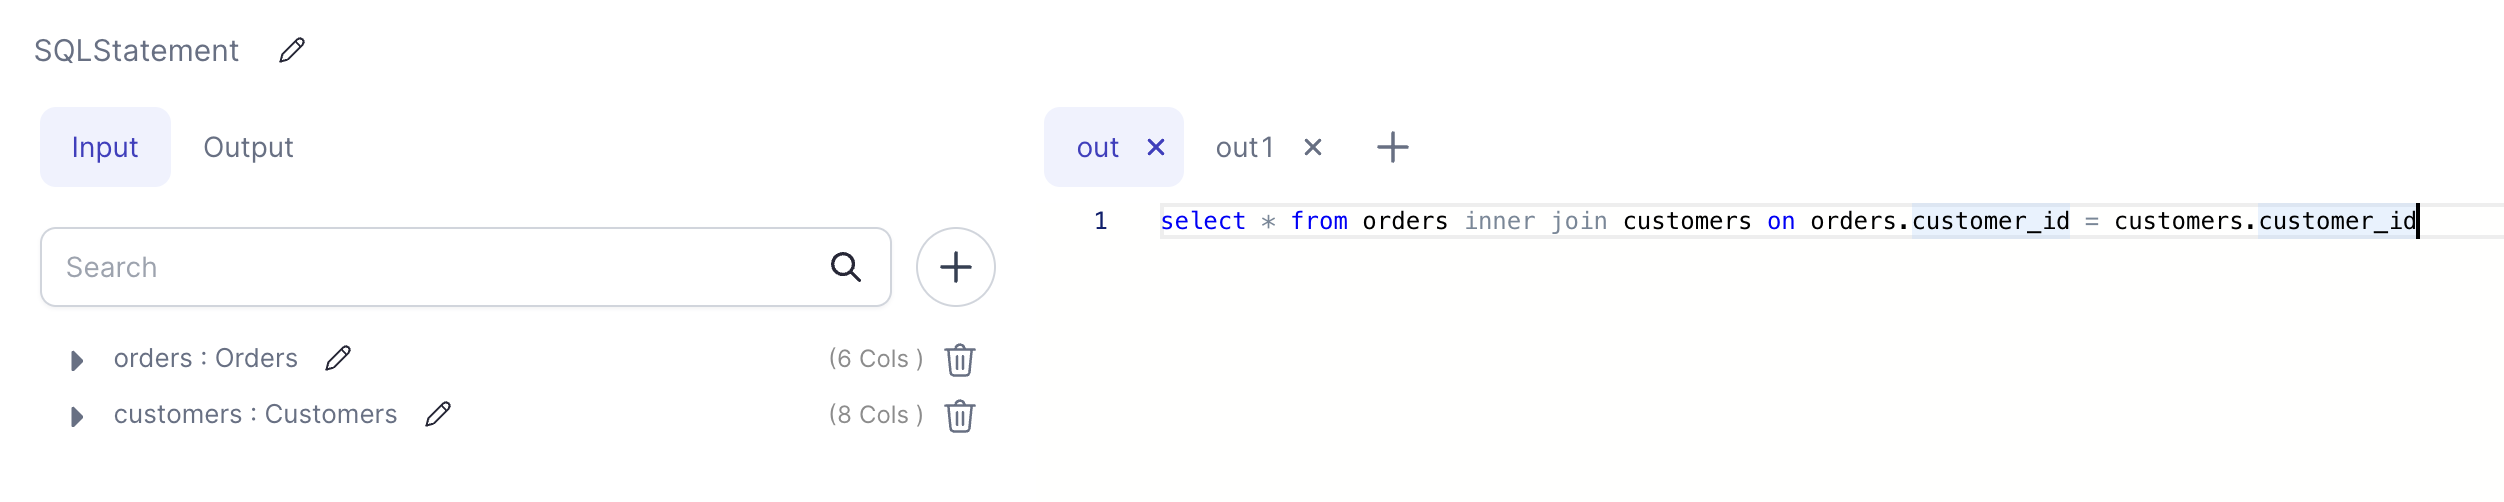 SQLStatement
Input Output
Search
orders : Orders (6 Cols )
customers : Customers (8 Cols )
out × out1 × +
1 select * from orders inner join customers on orders.customer_id = customers.customer_id